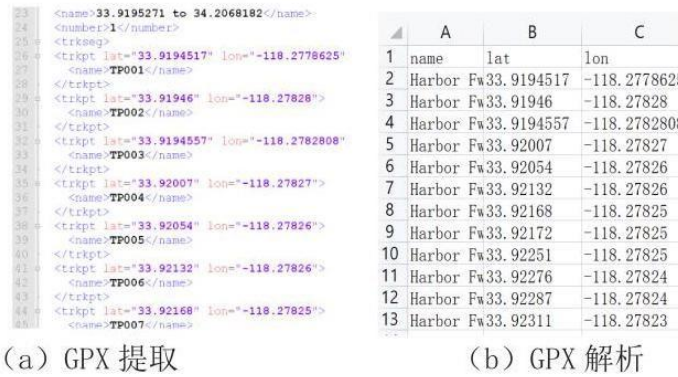 23 <name>33.9195271 to 34.2068182</name>
24 <number>1</number>
25 <trkseg>
26 <trkpt lat="33.9194517" lon="-118.2778625"
27 <name>TP001</name>
28 </trkpt>
29 <trkpt lat="33.91946" lon="-118.27828">
30 <name>TP002</name>
31 </trkpt>
32 <trkpt lat="33.9194557" lon="-118.2782808"
33 <name>TP003</name>
34 </trkpt>
35 <trkpt lat="33.92007" lon="-118.27827">
36 <name>TP004</name>
37 </trkpt>
38 <trkpt lat="33.92054" lon="-118.27826">
39 <name>TP005</name>
40 </trkpt>
41 <trkpt lat="33.92132" lon="-118.27826">
42 <name>TP006</name>
43 </trkpt>
44 <trkpt lat="33.92168" lon="-118.27825">
45 <name>TP007</name>
(a) GPX 提取
A B C
1 name lat lon
2 Harbor Fw 33.9194517 -118.2778625
3 Harbor Fw 33.91946 -118.27828
4 Harbor Fw 33.9194557 -118.2782808
5 Harbor Fw 33.92007 -118.27827
6 Harbor Fw 33.92054 -118.27826
7 Harbor Fw 33.92132 -118.27826
8 Harbor Fw 33.92168 -118.27825
9 Harbor Fw 33.92172 -118.27825
10 Harbor Fw 33.92251 -118.27825
11 Harbor Fw 33.92276 -118.27824
12 Harbor Fw 33.92287 -118.27824
13 Harbor Fw 33.92311 -118.27823
(b) GPX 解析